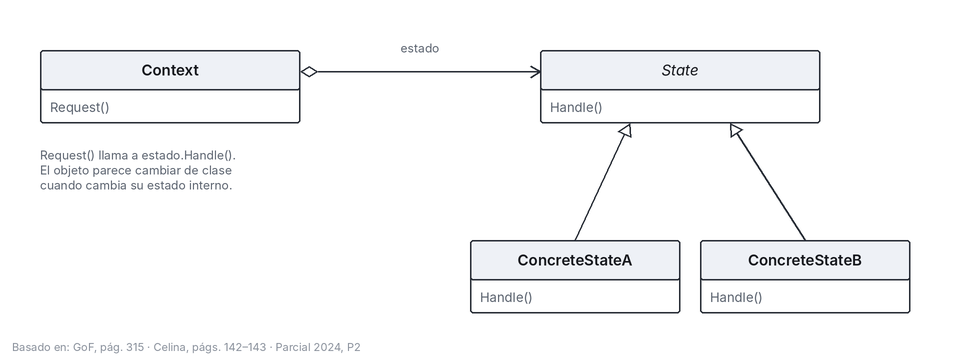 estado
Context
State
Request()
Handle()
Request() llama a estado.Handle().
El objeto parece cambiar de clase
cuando cambia su estado interno.
ConcreteStateA
ConcreteStateB
Handle()
Handle()
Basado en: GoF, pág. 315 · Celina, págs. 142–143 · Parcial 2024, P2